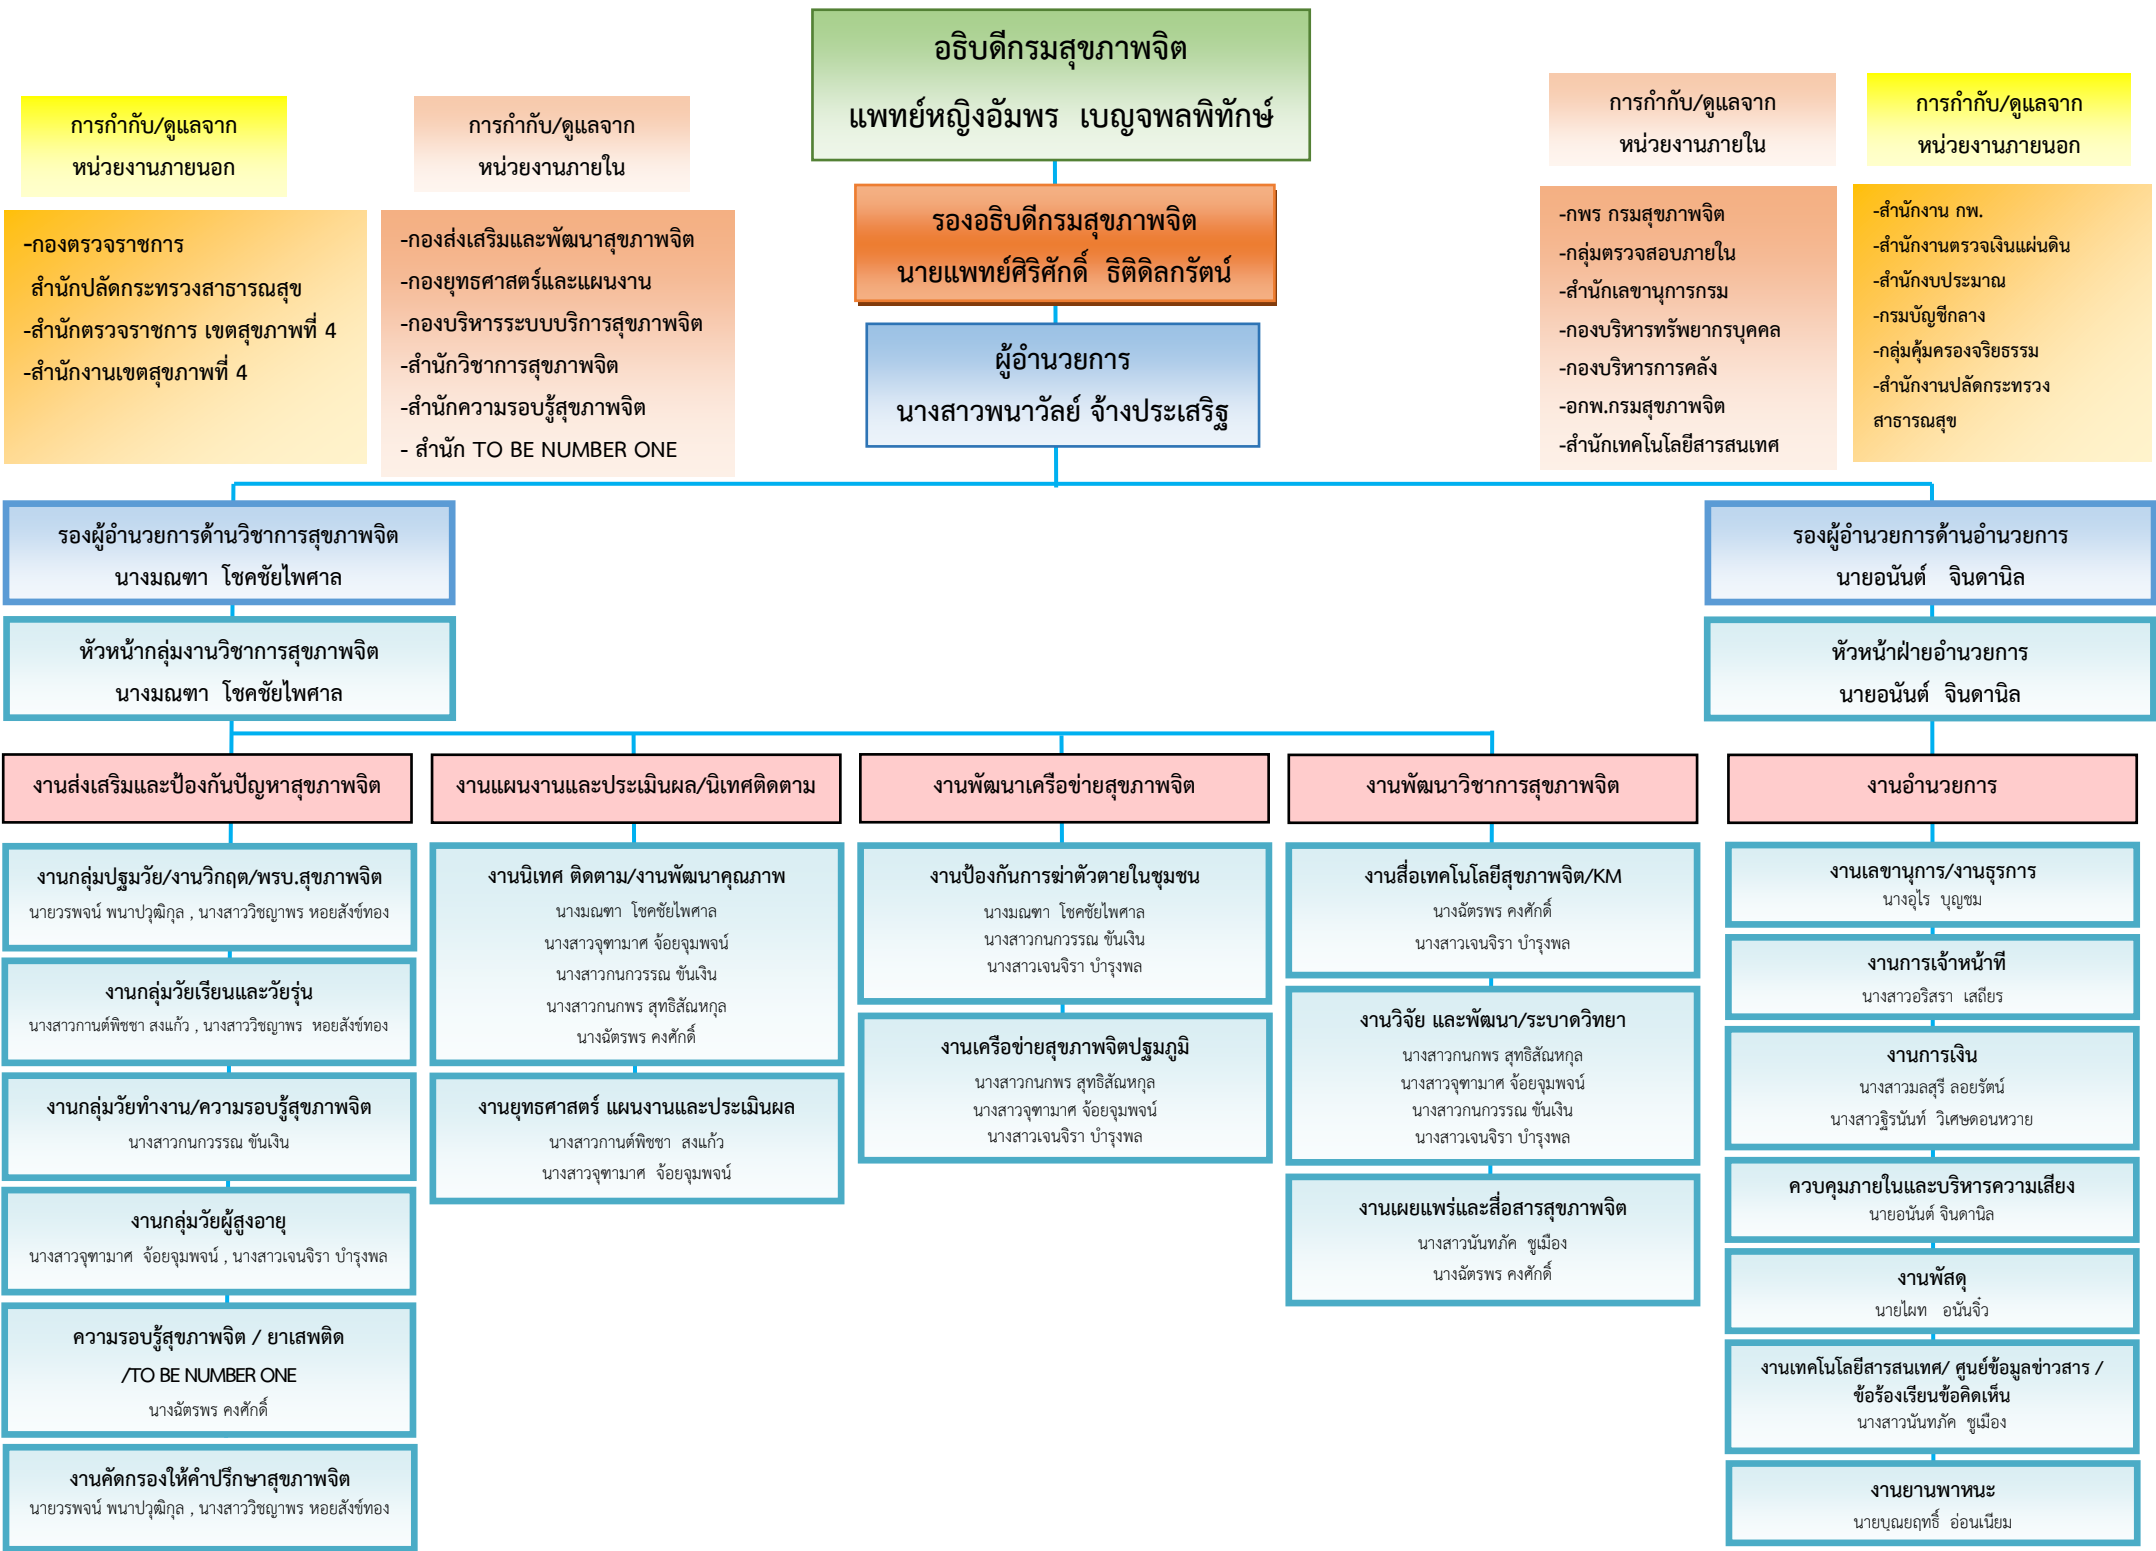 อธิบดีกรมสุขภาพจิต
แพทย์หญิงอัมพร เบญจพลพิทักษ์
รองอธิบดีกรมสุขภาพจิต
นายแพทย์ศิริศักดิ์ ธิติดิลกรัตน์
ผู้อำนวยการ
นางสาวพนาวัลย์ จ้างประเสริฐ
การกำกับ/ดูแลจาก
หน่วยงานภายนอก
-กองตรวจราชการ
สำนักปลัดกระทรวงสาธารณสุข
-สำนักตรวจราชการ เขตสุขภาพที่ 4
-สำนักงานเขตสุขภาพที่ 4
การกำกับ/ดูแลจาก
หน่วยงานภายใน
-กองส่งเสริมและพัฒนาสุขภาพจิต
-กองยุทธศาสตร์และแผนงาน
-กองบริหารระบบบริการสุขภาพจิต
-สำนักวิชาการสุขภาพจิต
-สำนักความรอบรู้สุขภาพจิต
- สำนัก TO BE NUMBER ONE
การกำกับ/ดูแลจาก
หน่วยงานภายใน
-กพร กรมสุขภาพจิต
-กลุ่มตรวจสอบภายใน
-สำนักเลขานุการกรม
-กองบริหารทรัพยากรบุคคล
-กองบริหารการคลัง
-อกพ.กรมสุขภาพจิต
-สำนักเทคโนโลยีสารสนเทศ
การกำกับ/ดูแลจาก
หน่วยงานภายนอก
-สำนักงาน กพ.
-สำนักงานตรวจเงินแผ่นดิน
-สำนักงบประมาณ
-กรมบัญชีกลาง
-กลุ่มคุ้มครองจริยธรรม
-สำนักงานปลัดกระทรวง
สาธารณสุข
รองผู้อำนวยการด้านวิชาการสุขภาพจิต
นางมณฑา โชคชัยไพศาล
หัวหน้ากลุ่มงานวิชาการสุขภาพจิต
นางมณฑา โชคชัยไพศาล
รองผู้อำนวยการด้านอำนวยการ
นายอนันต์ จินดานิล
หัวหน้าฝ่ายอำนวยการ
นายอนันต์ จินดานิล
งานส่งเสริมและป้องกันปัญหาสุขภาพจิต
งานกลุ่มปฐมวัย/งานวิกฤต/พรบ.สุขภาพจิต
นายวรพจน์ พนาปวุฒิกุล , นางสาววิชญาพร หอยสังข์ทอง
งานกลุ่มวัยเรียนและวัยรุ่น
นางสาวกานต์พิชชา สงแก้ว , นางสาววิชญาพร หอยสังข์ทอง
งานกลุ่มวัยทำงาน/ความรอบรู้สุขภาพจิต
นางสาวกนกวรรณ ขันเงิน
งานกลุ่มวัยผู้สูงอายุ
นางสาวจุฑามาศ จ้อยจุมพจน์ , นางสาวเจนจิรา บำรุงพล
ความรอบรู้สุขภาพจิต / ยาเสพติด
/TO BE NUMBER ONE
นางฉัตรพร คงศักดิ์
งานคัดกรองให้คำปรึกษาสุขภาพจิต
นายวรพจน์ พนาปวุฒิกุล , นางสาววิชญาพร หอยสังข์ทอง
งานแผนงานและประเมินผล/นิเทศติดตาม
งานนิเทศ ติดตาม/งานพัฒนาคุณภาพ
นางมณฑา โชคชัยไพศาล
นางสาวจุฑามาศ จ้อยจุมพจน์
นางสาวกนกวรรณ ขันเงิน
นางสาวกนกพร สุทธิสัณหกุล
นางฉัตรพร คงศักดิ์
งานยุทธศาสตร์ แผนงานและประเมินผล
นางสาวกานต์พิชชา สงแก้ว
นางสาวจุฑามาศ จ้อยจุมพจน์
งานพัฒนาเครือข่ายสุขภาพจิต
งานป้องกันการฆ่าตัวตายในชุมชน
นางมณฑา โชคชัยไพศาล
นางสาวกนกวรรณ ขันเงิน
นางสาวเจนจิรา บำรุงพล
งานเครือข่ายสุขภาพจิตปฐมภูมิ
นางสาวกนกพร สุทธิสัณหกุล
นางสาวจุฑามาศ จ้อยจุมพจน์
นางสาวเจนจิรา บำรุงพล
งานพัฒนาวิชาการสุขภาพจิต
งานสื่อเทคโนโลยีสุขภาพจิต/KM
นางฉัตรพร คงศักดิ์
นางสาวเจนจิรา บำรุงพล
งานวิจัย และพัฒนา/ระบาดวิทยา
นางสาวกนกพร สุทธิสัณหกุล
นางสาวจุฑามาศ จ้อยจุมพจน์
นางสาวกนกวรรณ ขันเงิน
นางสาวเจนจิรา บำรุงพล
งานเผยแพร่และสื่อสารสุขภาพจิต
นางสาวนันทภัค ชูเมือง
นางฉัตรพร คงศักดิ์
งานอำนวยการ
งานเลขานุการ/งานธุรการ
นางอุไร บุญชม
งานการเจ้าหน้าที่
นางสาวอริสรา เสถียร
งานการเงิน
นางสาวมลสุรี ลอยรัตน์
นางสาวฐิรนันท์ วิเศษดอนหวาย
ควบคุมภายในและบริหารความเสี่ยง
นายอนันต์ จินดานิล
งานพัสดุ
นายไผท อนันจิ๋ว
งานเทคโนโลยีสารสนเทศ/ ศูนย์ข้อมูลข่าวสาร /
ข้อร้องเรียนข้อคิดเห็น
นางสาวนันทภัค ชูเมือง
งานยานพาหนะ
นายบุณยฤทธิ์ อ่อนเนียม